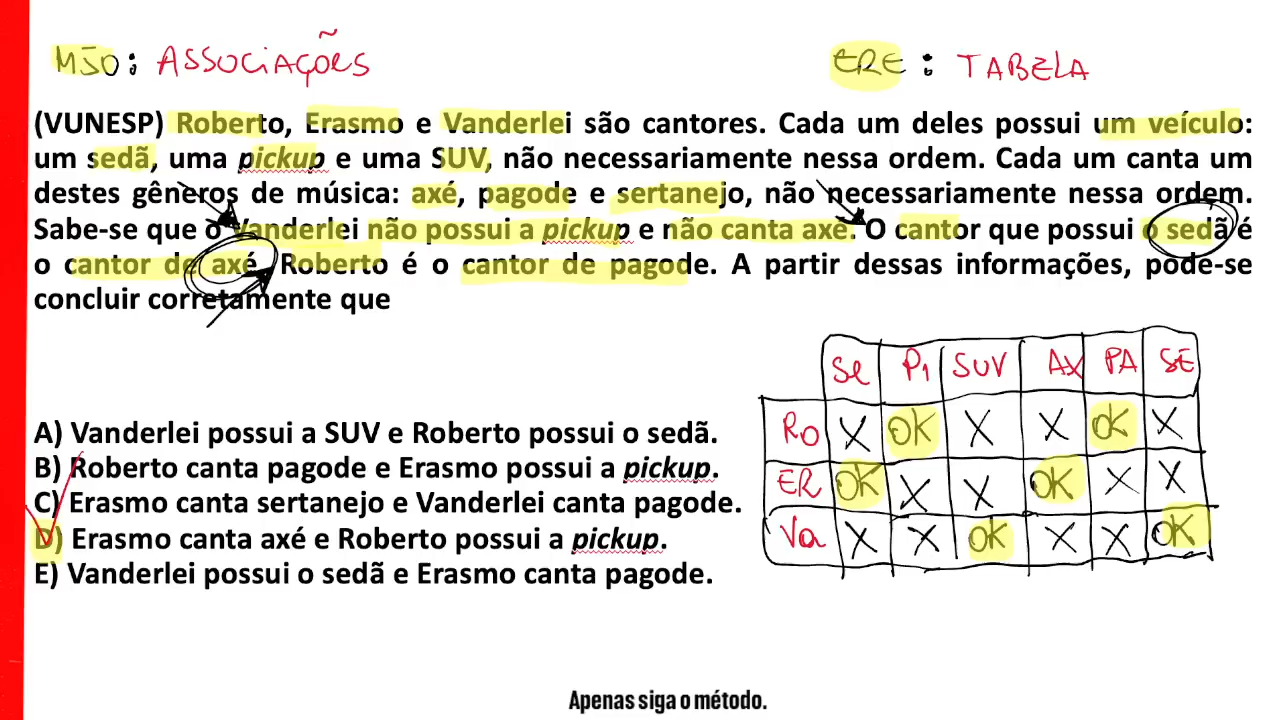 MJO: ASSOCIAÇÕES
ERE: TABELA
(VUNESP) Roberto, Erasmo e Vanderlei são cantores. Cada um deles possui um veículo:
um sedã, uma pickup e uma SUV, não necessariamente nessa ordem. Cada um canta um
destes gêneros de música: axé, pagode e sertanejo, não necessariamente nessa ordem.
Sabe-se que o Vanderlei não possui a pickup e não canta axé. O cantor que possui o sedã é
o cantor de axé. Roberto é o cantor de pagode. A partir dessas informações, pode-se
concluir corretamente que
A) Vanderlei possui a SUV e Roberto possui o sedã.
B) Roberto canta pagode e Erasmo possui a pickup.
C) Erasmo canta sertanejo e Vanderlei canta pagode.
D) Erasmo canta axé e Roberto possui a pickup.
E) Vanderlei possui o sedã e Erasmo canta pagode.
Se PI SUV AX PA SE
Ro X OK X X OK X
ER OK X X OK X X
Va X X OK X X OK
Apenas siga o método.